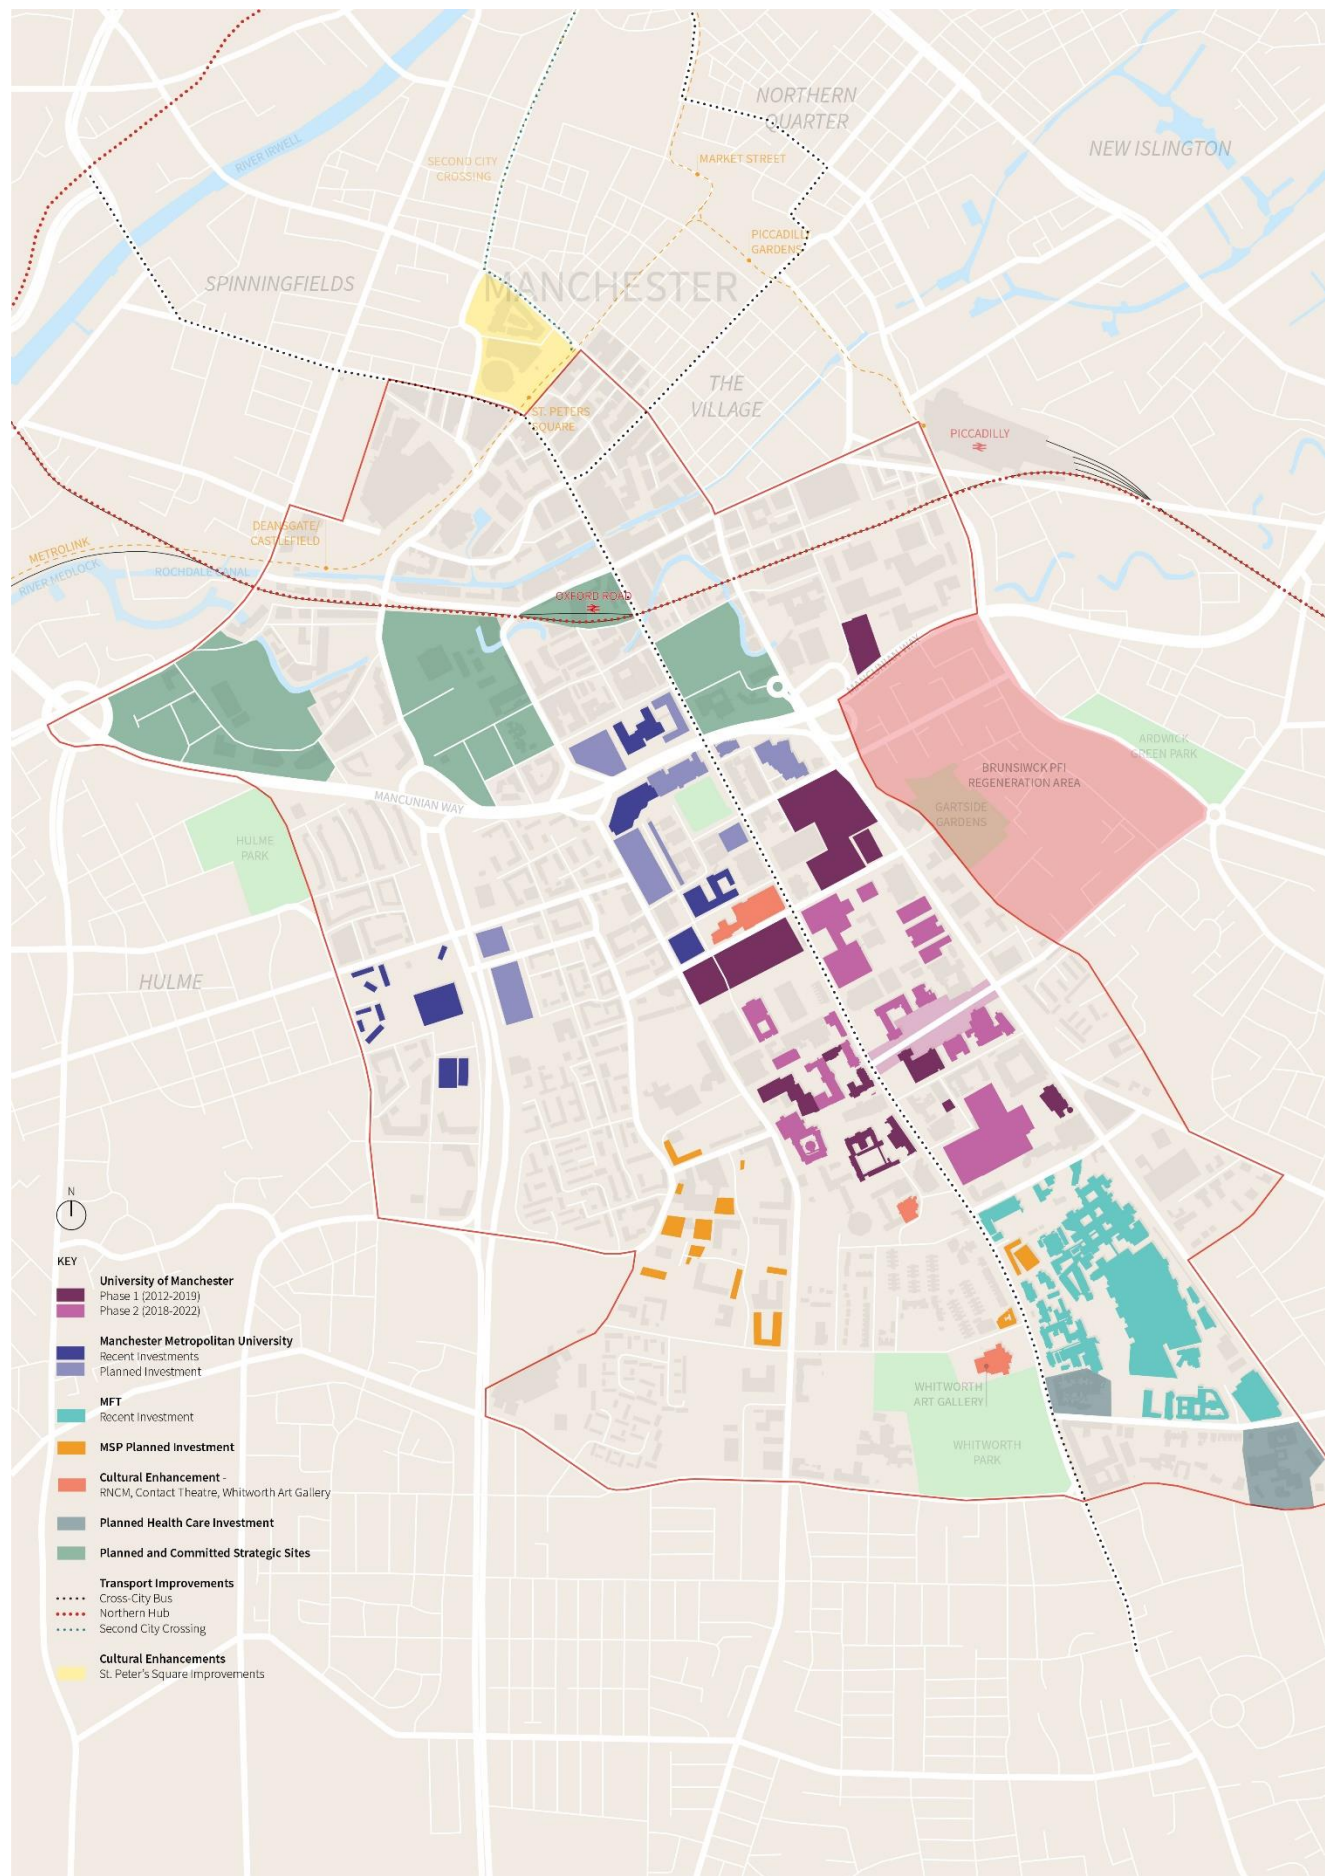 NORTHERN
QUARTER
NEW ISLINGTON
RIVER IRWELL
SECOND CITY
CROSSING
MARKET STREET
PICCADILLY
GARDENS
SPINNINGFIELDS
MANCHESTER
THE
VILLAGE
ST. PETERS
SQUARE
PICCADILLY
DEANSGATE/
CASTLEFIELD
METROLINK
RIVER MEDLOCK
ROCHDALE CANAL
OXFORD ROAD
MANCUNIAN WAY
ARDWICK
GREEN PARK
BRUNSIWCK PFI
REGENERATION AREA
GARTSIDE
GARDENS
MANCUNIAN WAY
HULME
PARK
HULME
N
KEY
University of Manchester
Phase 1 (2012-2019)
Phase 2 (2018-2022)
Manchester Metropolitan University
Recent Investments
Planned Investment
MFT
Recent Investment
MSP Planned Investment
Cultural Enhancement -
RNCM, Contact Theatre, Whitworth Art Gallery
Planned Health Care Investment
Planned and Committed Strategic Sites
Transport Improvements
Cross-City Bus
Northern Hub
Second City Crossing
Cultural Enhancements
St. Peter's Square Improvements
WHITWORTH
ART GALLERY
WHITWORTH
PARK